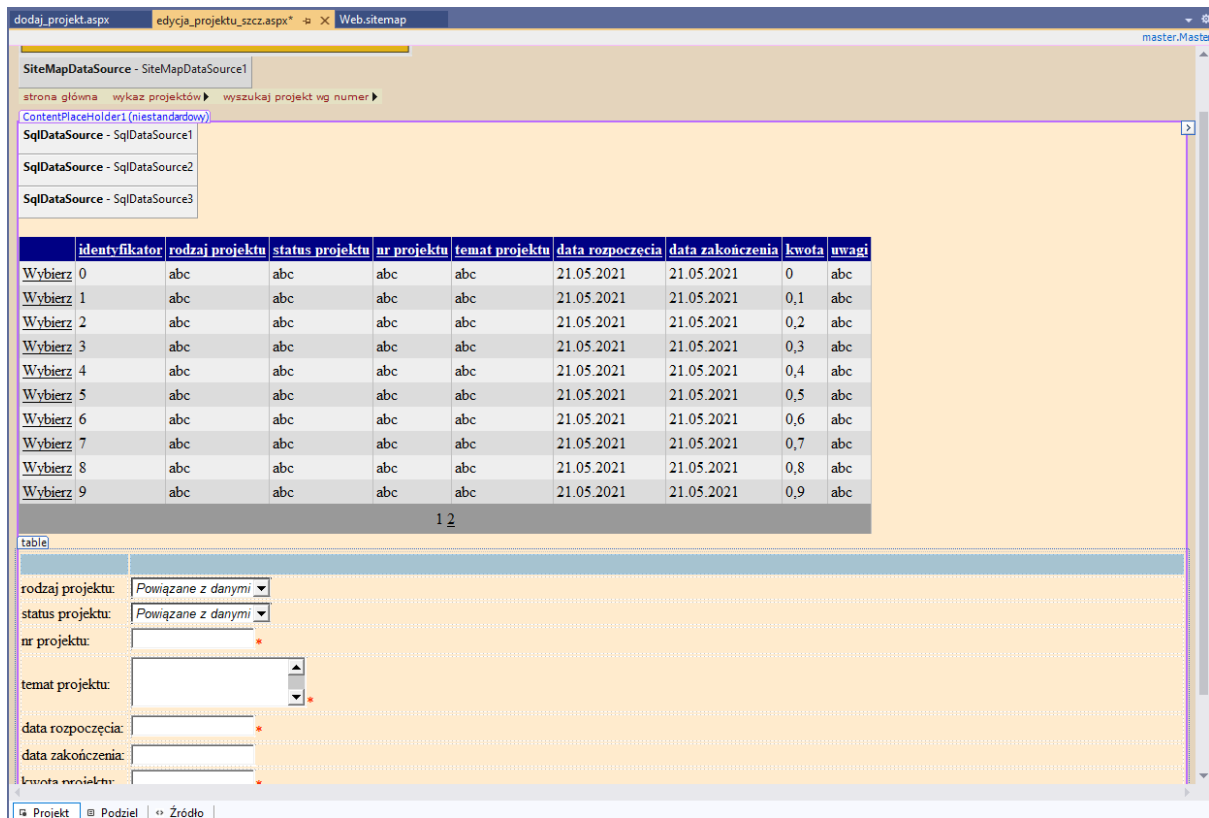 dodaj_projekt.aspx edycja_projektu_szcz.aspx* Web.sitemap
master.Master
SiteMapDataSource - SiteMapDataSource1
strona główna wykaz projektów wyszukaj projekt wg numer
ContentPlaceHolder1 (niestandardowy)
SqlDataSource - SqlDataSource1
SqlDataSource - SqlDataSource2
SqlDataSource - SqlDataSource3
identyfikator rodzaj projektu status projektu nr projektu temat projektu data rozpoczęcia data zakończenia kwota uwagi
Wybierz 0 abc abc abc abc 21.05.2021 21.05.2021 0 abc
Wybierz 1 abc abc abc abc 21.05.2021 21.05.2021 0,1 abc
Wybierz 2 abc abc abc abc 21.05.2021 21.05.2021 0,2 abc
Wybierz 3 abc abc abc abc 21.05.2021 21.05.2021 0,3 abc
Wybierz 4 abc abc abc abc 21.05.2021 21.05.2021 0,4 abc
Wybierz 5 abc abc abc abc 21.05.2021 21.05.2021 0,5 abc
Wybierz 6 abc abc abc abc 21.05.2021 21.05.2021 0,6 abc
Wybierz 7 abc abc abc abc 21.05.2021 21.05.2021 0,7 abc
Wybierz 8 abc abc abc abc 21.05.2021 21.05.2021 0,8 abc
Wybierz 9 abc abc abc abc 21.05.2021 21.05.2021 0,9 abc
1 2
table
rodzaj projektu: Powiązane z danymi
status projektu: Powiązane z danymi
nr projektu: *
temat projektu: *
data rozpoczęcia: *
data zakończenia:
kwota projektu: *
Projekt Podziel Źródło